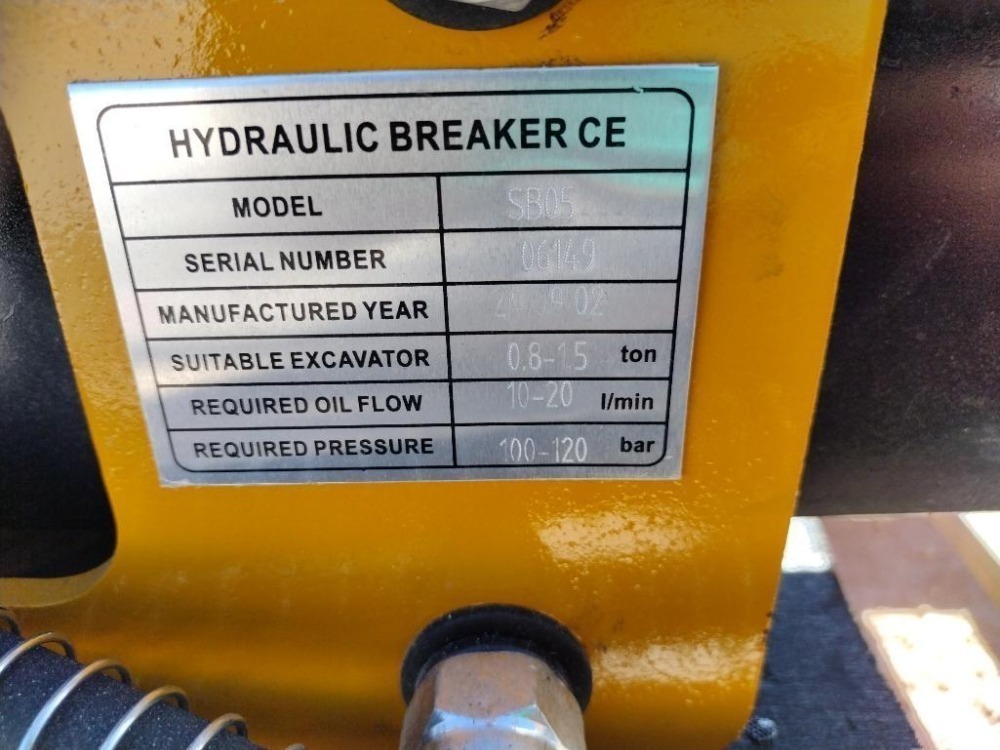 HYDRAULIC BREAKER CE
MODEL SB05
SERIAL NUMBER 06149
MANUFACTURED YEAR
SUITABLE EXCAVATOR 0.8-1.5 ton
REQUIRED OIL FLOW 10-20 l/min
REQUIRED PRESSURE 100-120 bar